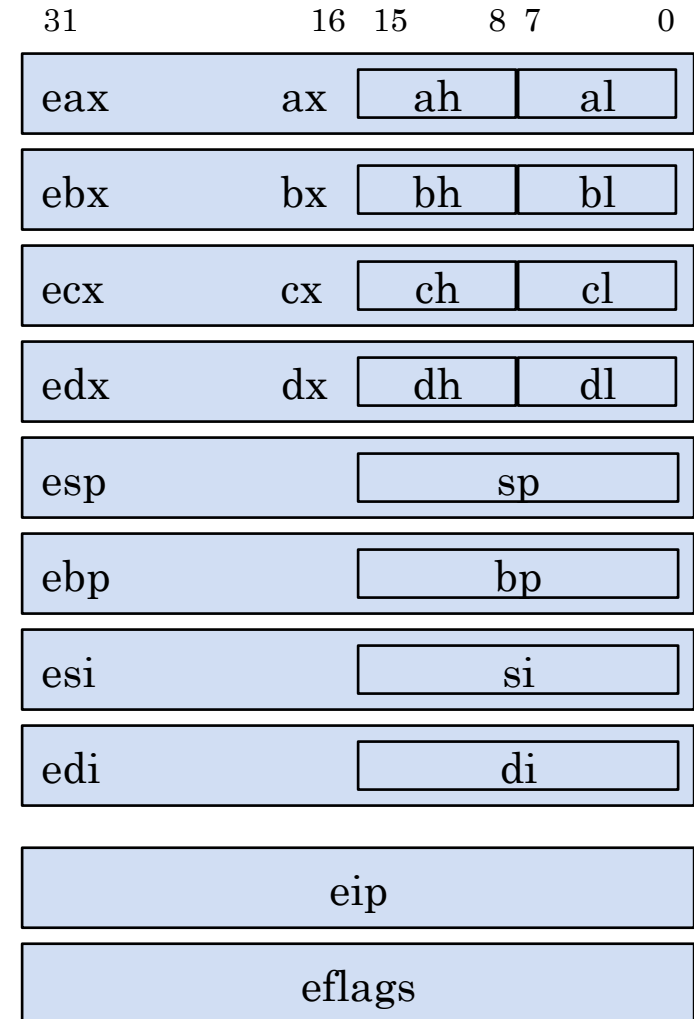 31 16 15 8 7 0
eax ax ah al
ebx bx bh bl
ecx cx ch cl
edx dx dh dl
esp sp
ebp bp
esi si
edi di
eip
eflags